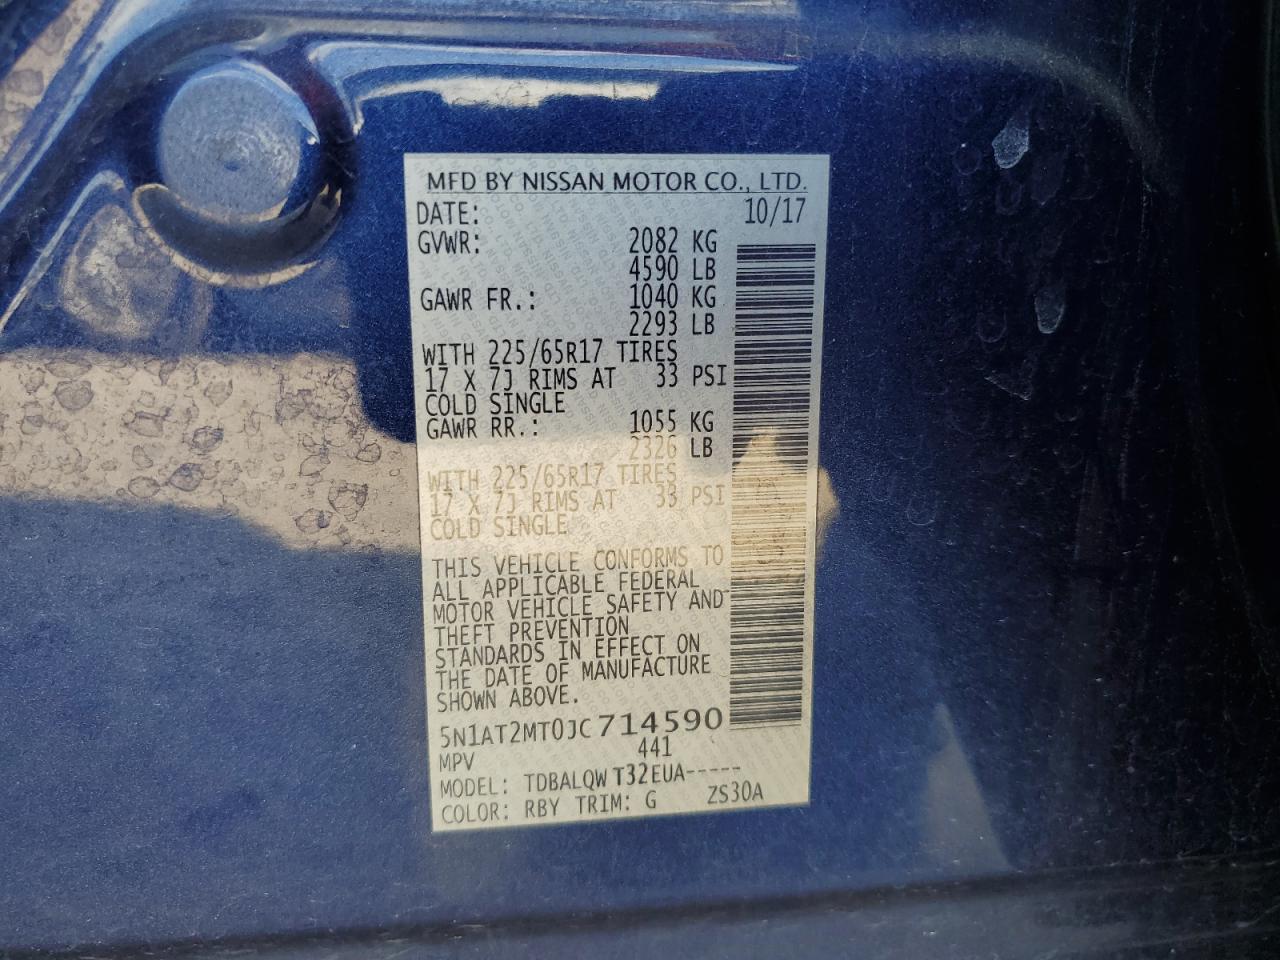 MFD BY NISSAN MOTOR CO., LTD.
DATE: 10/17
GVWR: 2082 KG
4590 LB
GAWR FR.: 1040 KG
2293 LB
WITH 225/65R17 TIRES
17 X 7J RIMS AT 33 PSI
COLD SINGLE
GAWR RR.: 1055 KG
2326 LB
WITH 225/65R17 TIRES
17 X 7J RIMS AT 33 PSI
COLD SINGLE
THIS VEHICLE CONFORMS TO
ALL APPLICABLE FEDERAL
MOTOR VEHICLE SAFETY AND
THEFT PREVENTION
STANDARDS IN EFFECT ON
THE DATE OF MANUFACTURE
SHOWN ABOVE.
5N1AT2MT0JC714590
MPV 441
MODEL: TDBALQWT32EUA-----
COLOR: RBY TRIM: G ZS30A